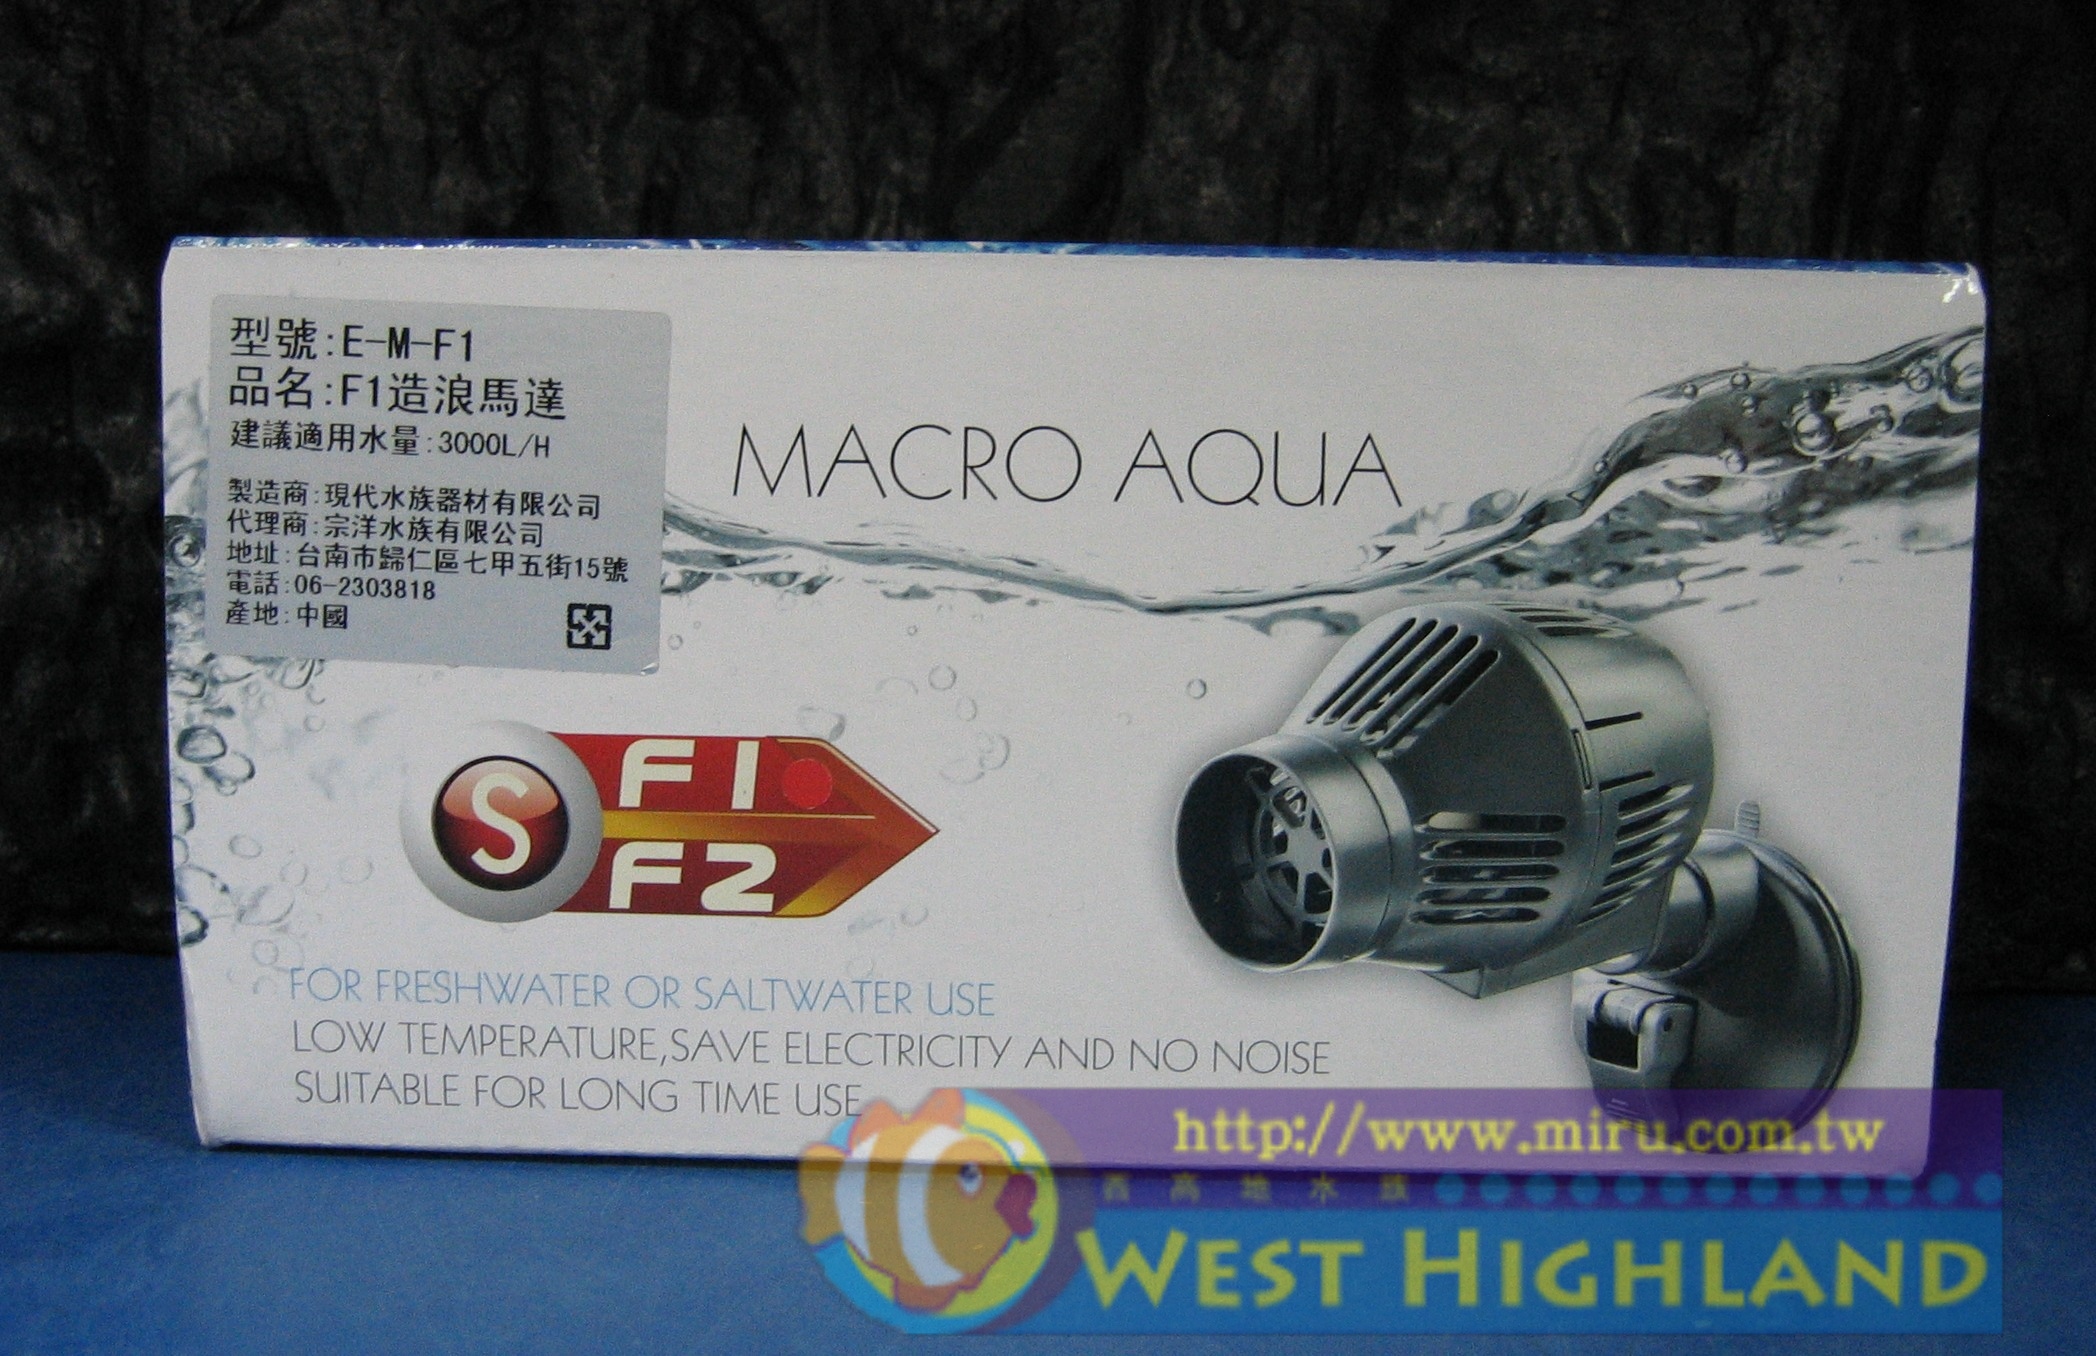 型號:E-M-F1
品名:F1造浪馬達
建議適用水量:3000L/H
製造商:現代水族器材有限公司
代理商:宗洋水族有限公司
地址:台南市歸仁區七甲五街15號
電話:06-2303818
產地:中國
MACRO AQUA
S
F1
F2
FOR FRESHWATER OR SALTWATER USE
LOW TEMPERATURE,SAVE ELECTRICITY AND NO NOISE
SUITABLE FOR LONG TIME USE
http://www.miru.com.tw
西高地水族
WEST HIGHLAND